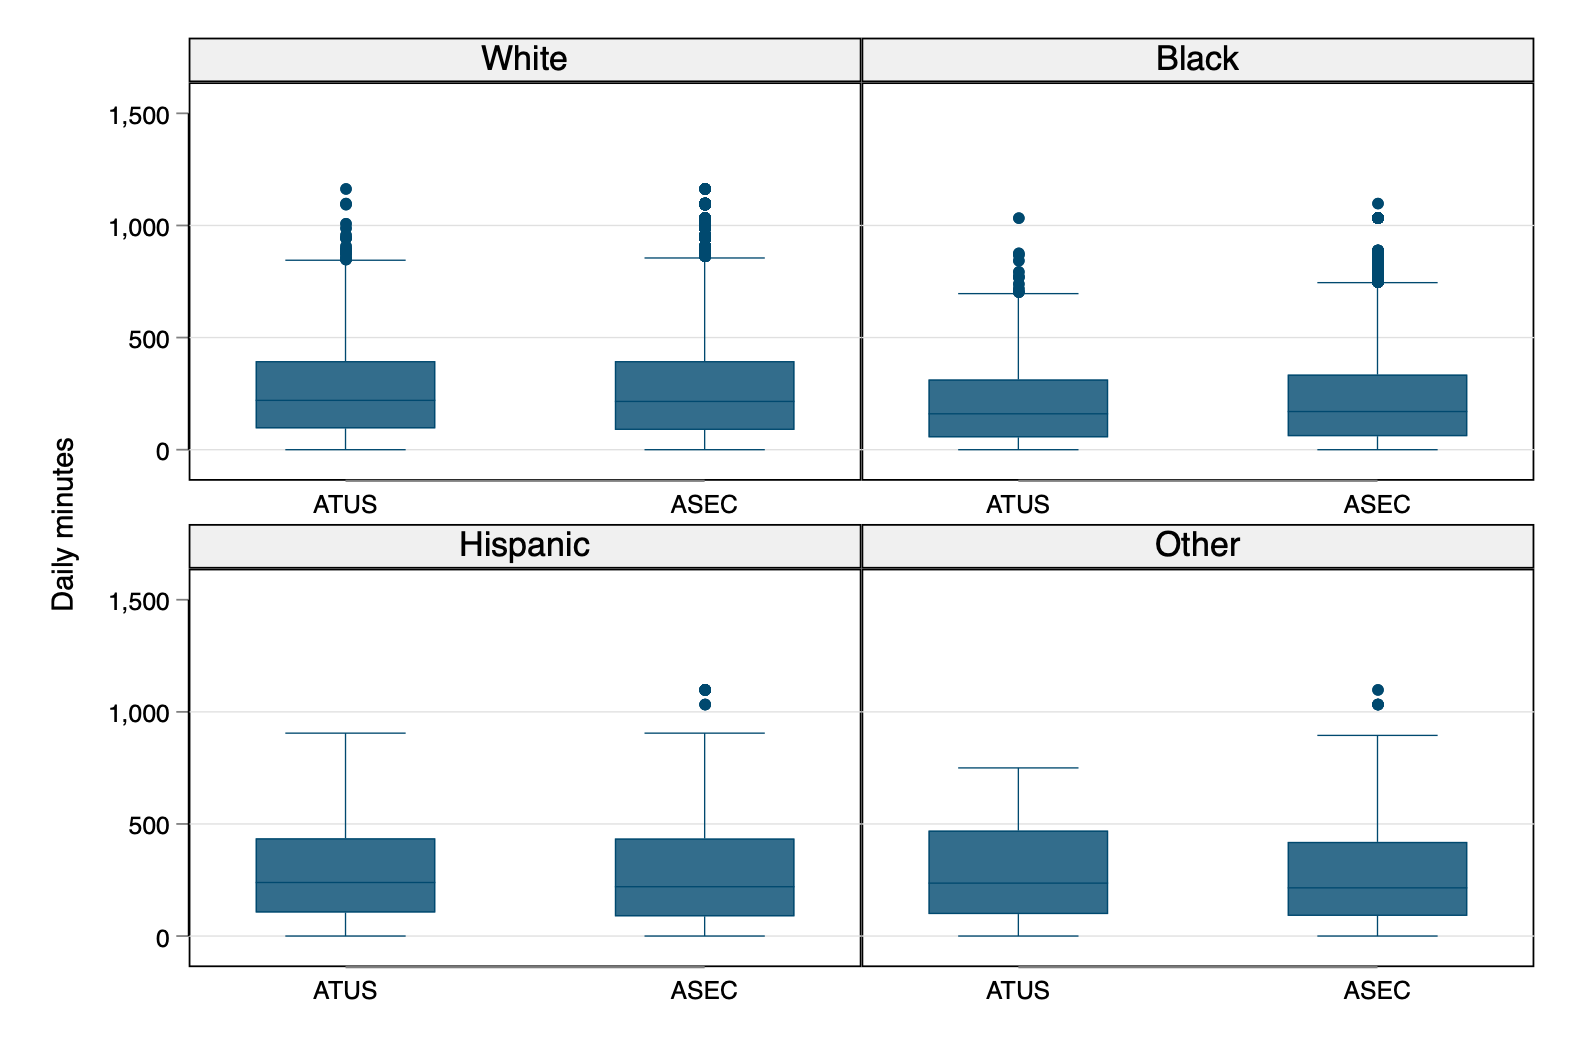 White
Black
1,500
1,000
500
0
ATUS
ASEC
ATUS
ASEC
Daily minutes
Hispanic
Other
1,500
1,000
500
0
ATUS
ASEC
ATUS
ASEC